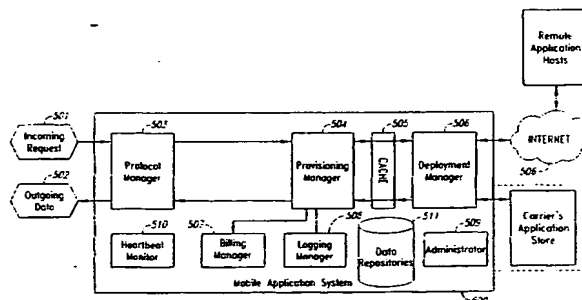 Remote
Application
Hosts
501
Incoming
Request
503
Protocol
Manager
504
Provisioning
Manager
505
CACHE
506
Deployment
Manager
INTERNET
506
502
Outgoing
Data
510
Heartbeat
Monitor
507
Billing
Manager
508
Logging
Manager
511
Data
Repositories
509
Administrator
Carrier's
Application
Store
Mobile Application System